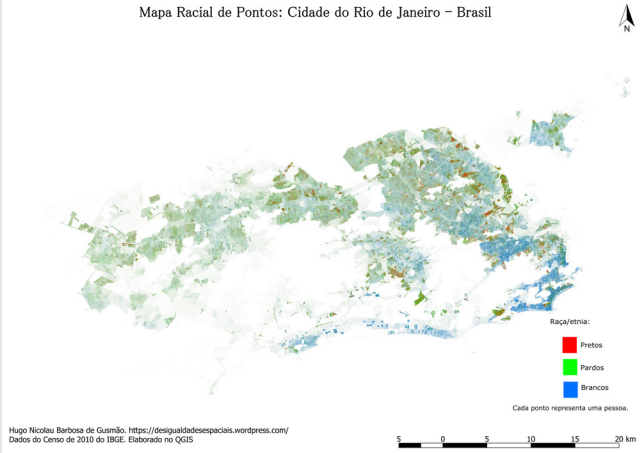 Mapa Racial de Pontos: Cidade do Rio de Janeiro – Brasil
N
Raça/etnia:
Pretos
Pardos
Brancos
Cada ponto representa uma pessoa.
Hugo Nicolau Barbosa de Gusmão. https://desigualdadesespaciais.wordpress.com/
Dados do Censo de 2010 do IBGE. Elaborado no QGIS
5 0 5 10 15 20 km